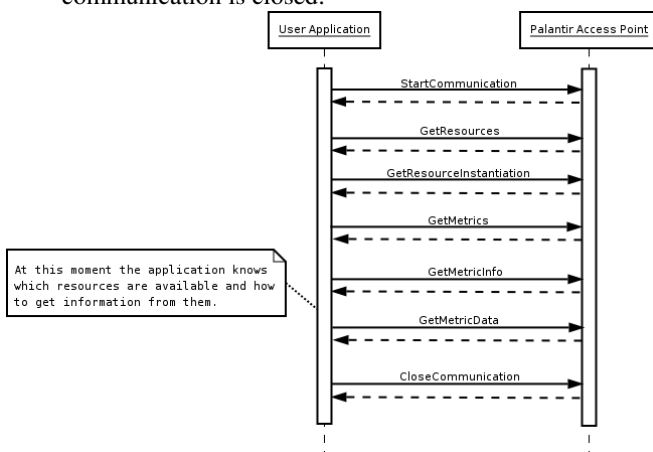 communication is closed.
User Application
Palantir Access Point
StartCommunication
GetResources
GetResourceInstantiation
GetMetrics
At this moment the application knows
which resources are available and how
to get information from them.
GetMetricInfo
GetMetricData
CloseCommunication